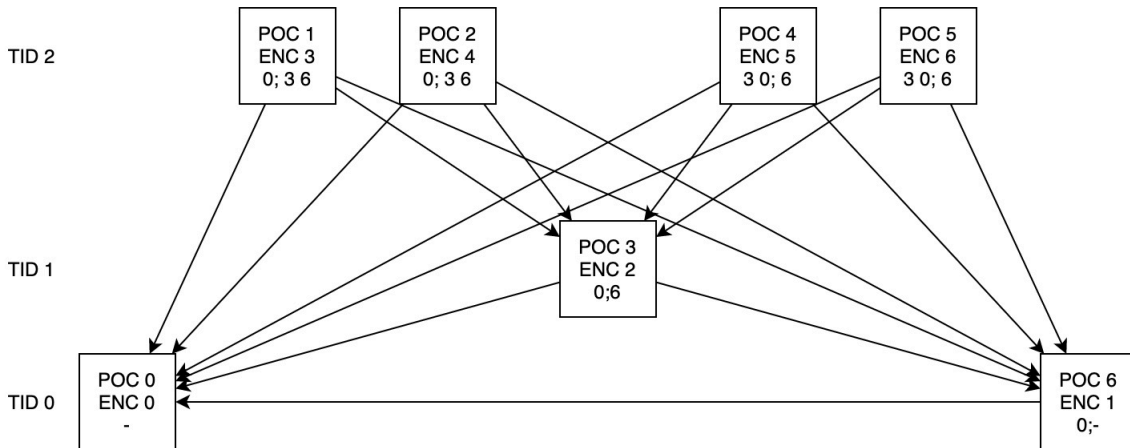 TID 2
POC 1
ENC 3
0; 3 6
POC 2
ENC 4
0; 3 6
POC 4
ENC 5
3 0; 6
POC 5
ENC 6
3 0; 6
TID 1
POC 3
ENC 2
0;6
TID 0
POC 0
ENC 0
-
POC 6
ENC 1
0;-